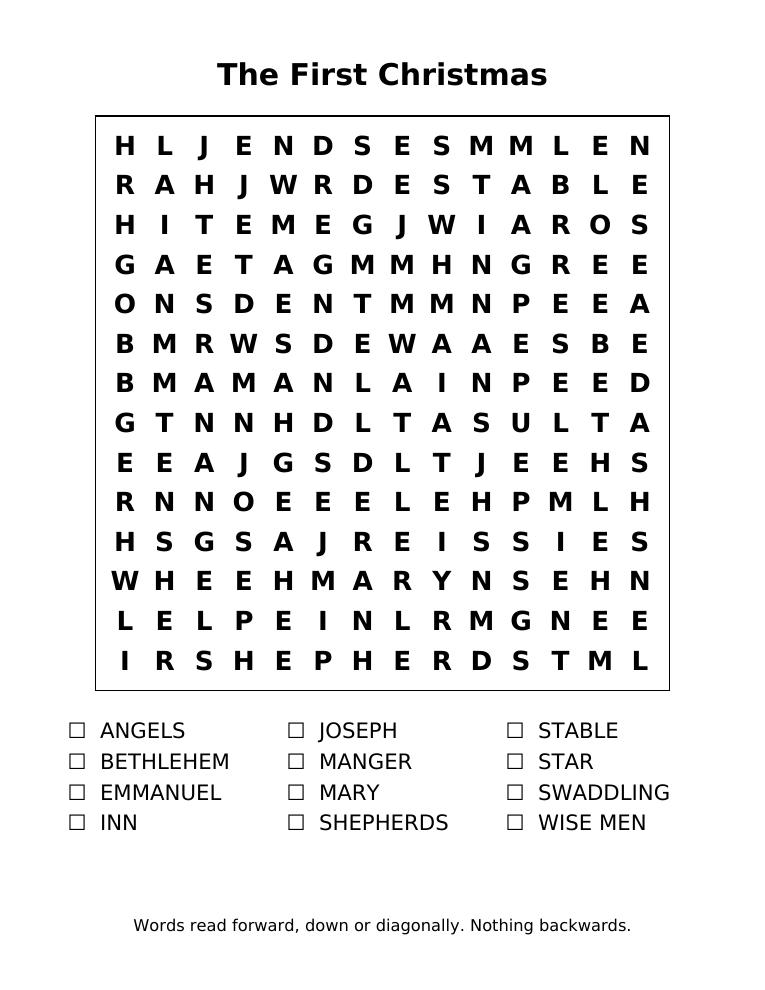 The First Christmas
H L J E N D S E S M M L E N
R A H J W R D E S T A B L E
H I T E M E G J W I A R O S
G A E T A G M M H N G R E E
O N S D E N T M M N P E E A
B M R W S D E W A A E S B E
B M A M A N L A I N P E E D
G T N N H D L T A S U L T A
E E A J G S D L T J E E H S
R N N O E E E L E H P M L H
H S G S A J R E I S S I E S
W H E E H M A R Y N S E H N
L E L P E I N L R M G N E E
I R S H E P H E R D S T M L
☐ ANGELS ☐ JOSEPH ☐ STABLE
☐ BETHLEHEM ☐ MANGER ☐ STAR
☐ EMMANUEL ☐ MARY ☐ SWADDLING
☐ INN ☐ SHEPHERDS ☐ WISE MEN
Words read forward, down or diagonally. Nothing backwards.